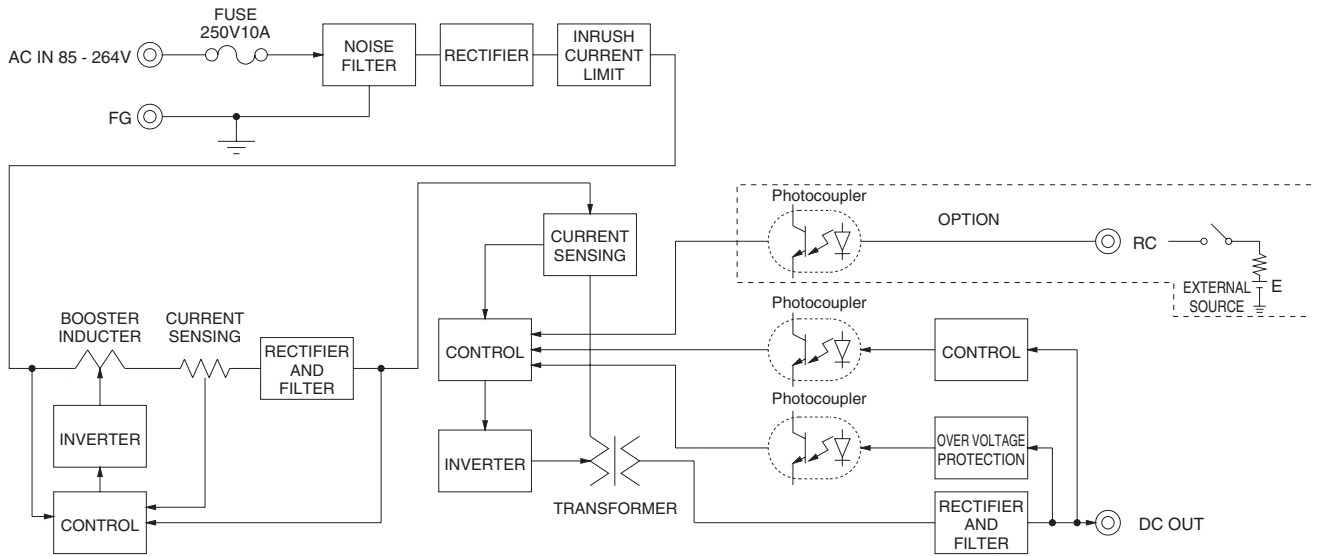 FUSE
250V10A
AC IN 85 - 264V
NOISE
FILTER
RECTIFIER
INRUSH
CURRENT
LIMIT
FG
Photocoupler
OPTION
RC
EXTERNAL
SOURCE
E
CURRENT
SENSING
BOOSTER
INDUCTER
CURRENT
SENSING
RECTIFIER
AND
FILTER
CONTROL
Photocoupler
CONTROL
Photocoupler
INVERTER
INVERTER
OVER VOLTAGE
PROTECTION
TRANSFORMER
CONTROL
RECTIFIER
AND
FILTER
DC OUT